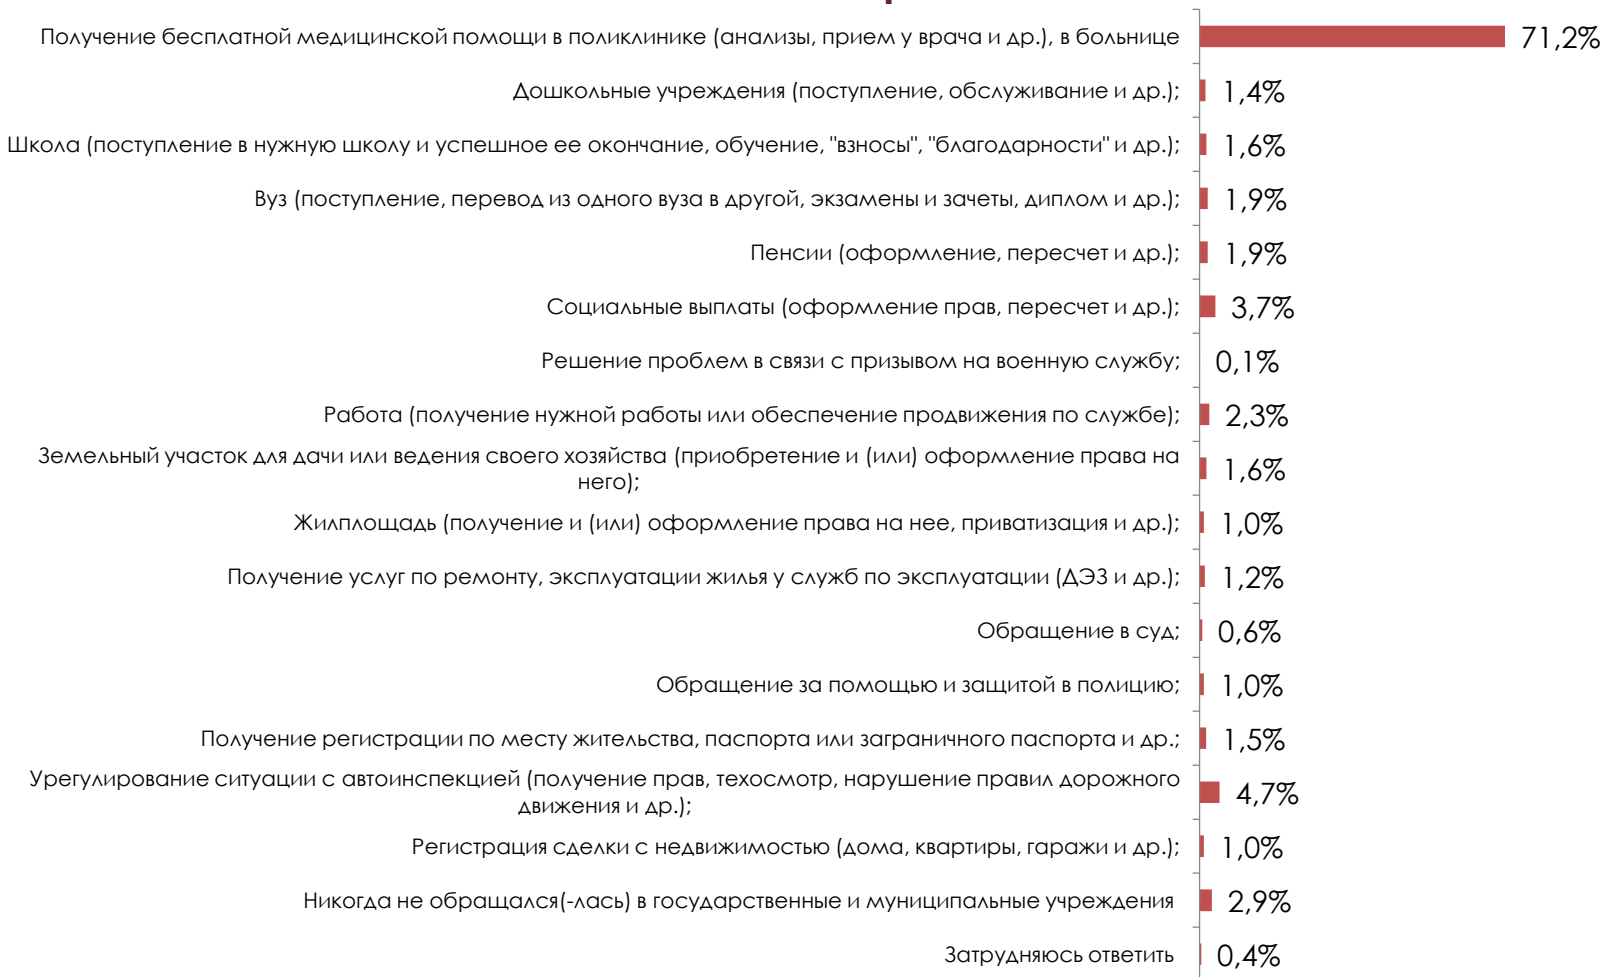 Получение бесплатной медицинской помощи в поликлинике (анализы, прием у врача и др.), в больнице 71,2%
Дошкольные учреждения (поступление, обслуживание и др.); 1,4%
Школа (поступление в нужную школу и успешное ее окончание, обучение, "взносы", "благодарности" и др.); 1,6%
Вуз (поступление, перевод из одного вуза в другой, экзамены и зачеты, диплом и др.); 1,9%
Пенсии (оформление, пересчет и др.); 1,9%
Социальные выплаты (оформление прав, пересчет и др.); 3,7%
Решение проблем в связи с призывом на военную службу; 0,1%
Работа (получение нужной работы или обеспечение продвижения по службе); 2,3%
Земельный участок для дачи или ведения своего хозяйства (приобретение и (или) оформление права на
него); 1,6%
Жилплощадь (получение и (или) оформление права на нее, приватизация и др.); 1,0%
Получение услуг по ремонту, эксплуатации жилья у служб по эксплуатации (ДЭЗ и др.); 1,2%
Обращение в суд; 0,6%
Обращение за помощью и защитой в полицию; 1,0%
Получение регистрации по месту жительства, паспорта или заграничного паспорта и др.; 1,5%
Урегулирование ситуации с автоинспекцией (получение прав, техосмотр, нарушение правил дорожного
движения и др.); 4,7%
Регистрация сделки с недвижимостью (дома, квартиры, гаражи и др.); 1,0%
Никогда не обращался(-лась) в государственные и муниципальные учреждения 2,9%
Затрудняюсь ответить 0,4%